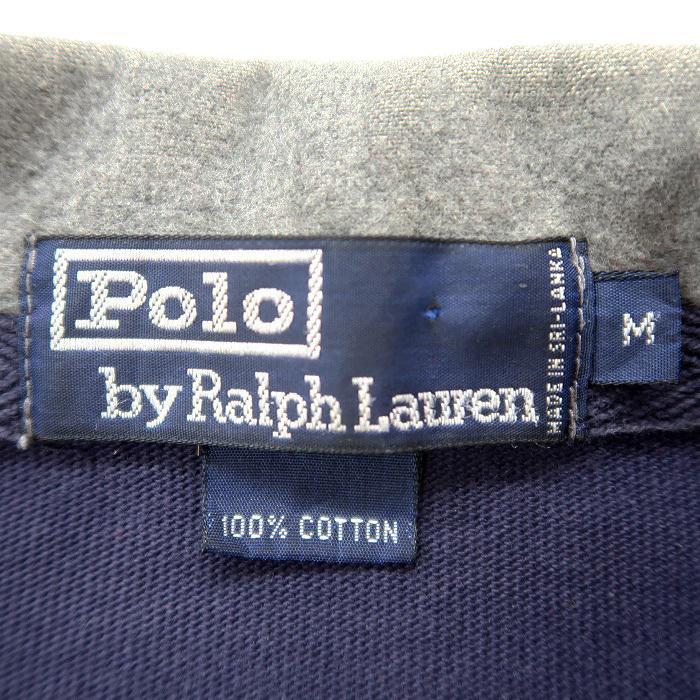 Polo
by Ralph Lauren
MADE IN SRI-LANKA
M
100% COTTON